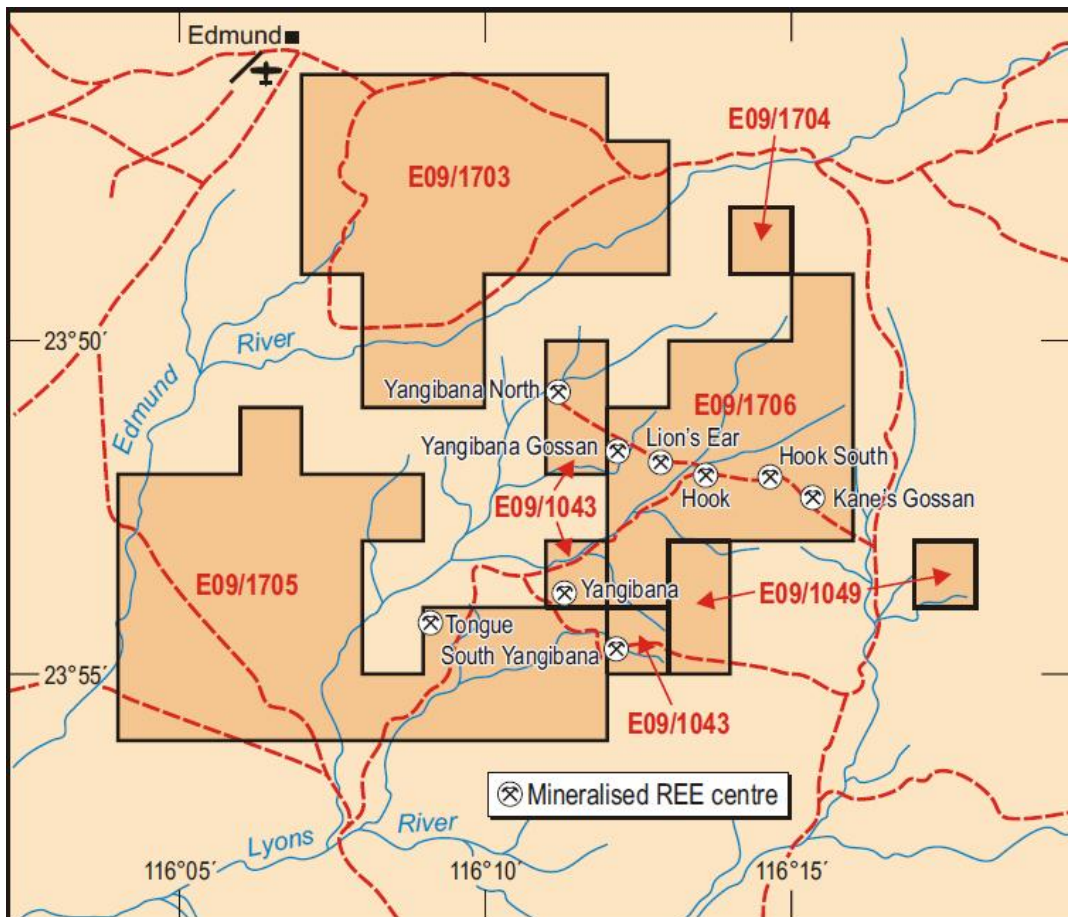 Edmund
E09/1704
E09/1703
23°50´
River
Edmund
Yangibana North
E09/1706
Yangibana Gossan
Lion's Ear
Hook South
E09/1043
Hook
Kane's Gossan
E09/1705
Yangibana
E09/1049
Tongue
South Yangibana
23°55´
E09/1043
Mineralised REE centre
Lyons
River
116°05´
116°10´
116°15´